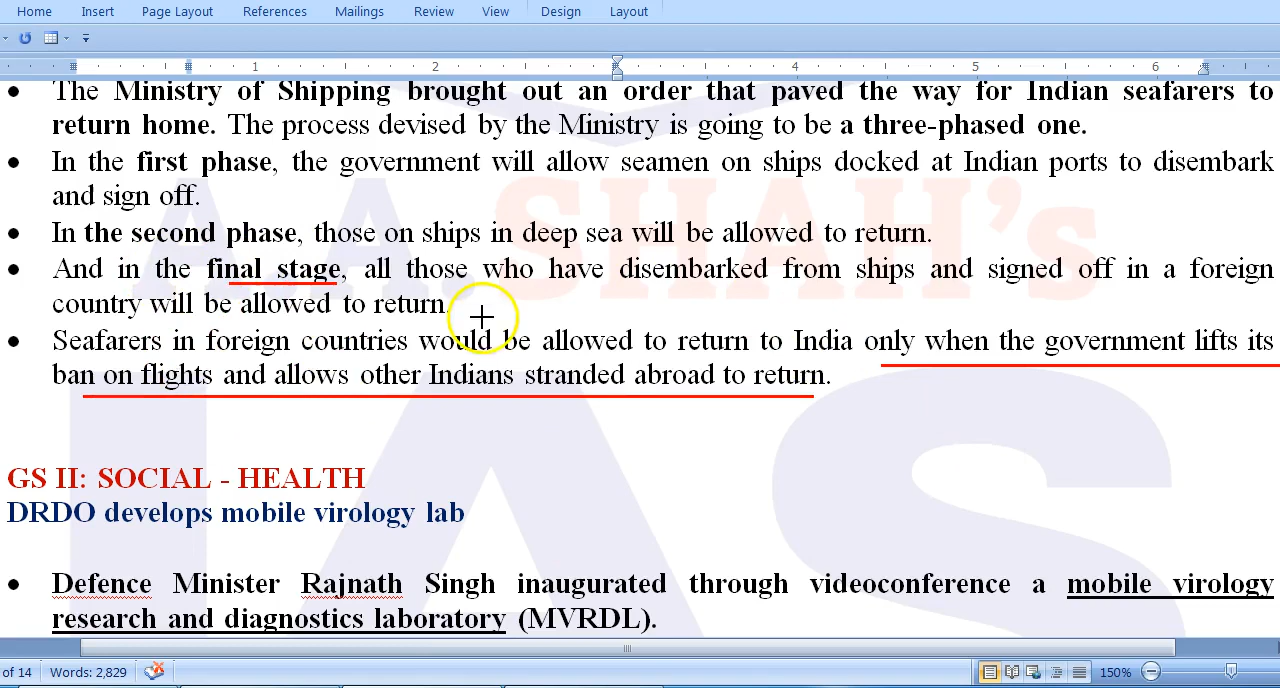 Home Insert Page Layout References Mailings Review View Design Layout
1 2 4 5 6
• The Ministry of Shipping brought out an order that paved the way for Indian seafarers to
return home. The process devised by the Ministry is going to be a three-phased one.
• In the first phase, the government will allow seamen on ships docked at Indian ports to disembark
and sign off.
• In the second phase, those on ships in deep sea will be allowed to return.
• And in the final stage, all those who have disembarked from ships and signed off in a foreign
country will be allowed to return.
• Seafarers in foreign countries would be allowed to return to India only when the government lifts its
ban on flights and allows other Indians stranded abroad to return.
A.A. SHAH's
IAS
GS II: SOCIAL - HEALTH
DRDO develops mobile virology lab
• Defence Minister Rajnath Singh inaugurated through videoconference a mobile virology
research and diagnostics laboratory (MVRDL).
of 14 Words: 2,829 150%